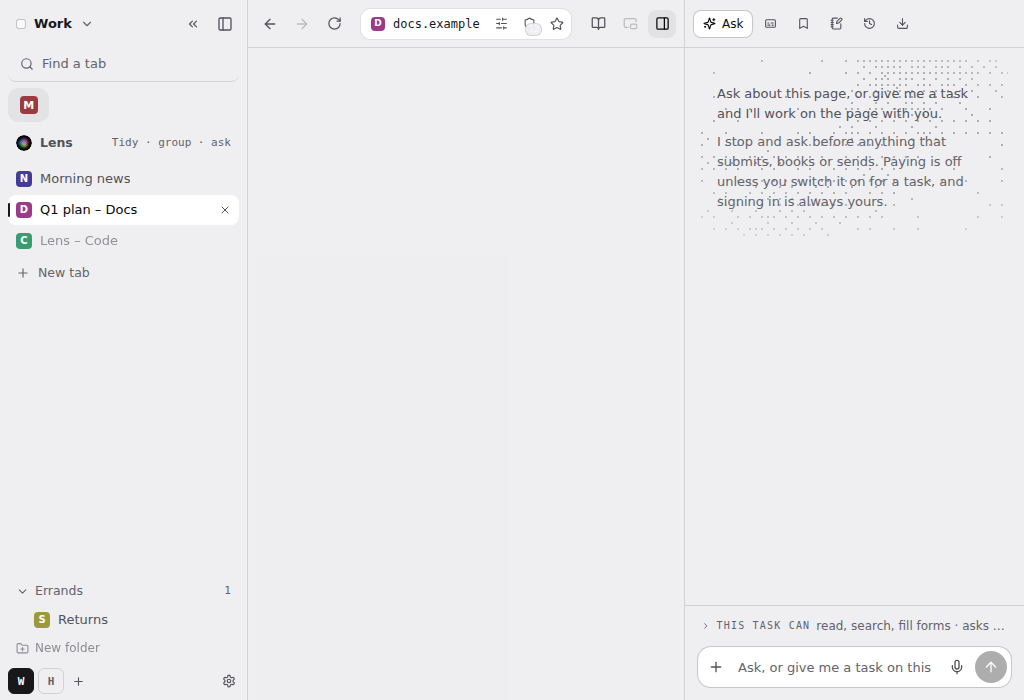 Work
Find a tab
M
Lens
Tidy · group · ask
N
Morning news
D
Q1 plan – Docs
C
Lens – Code
New tab
Errands
1
S
Returns
New folder
W
H
D
docs.example
Ask
Ask about this page, or give me a task
and I'll work on the page with you.
I stop and ask before anything that
submits, books or sends. Paying is off
unless you switch it on for a task, and
signing in is always yours.
THIS TASK CAN read, search, fill forms · asks ...
Ask, or give me a task on this